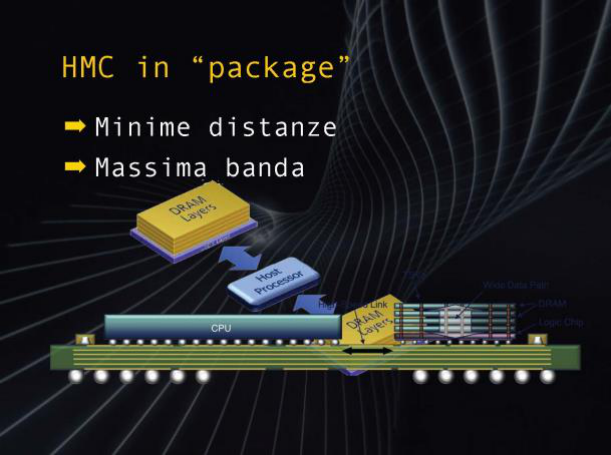 HMC in “package”
➡ Minime distanze
➡ Massima banda
DRAM
Layers
Host
Processor
Link
Wide Data Path
DRAM
DRAM
Layers
Logic Chip
CPU